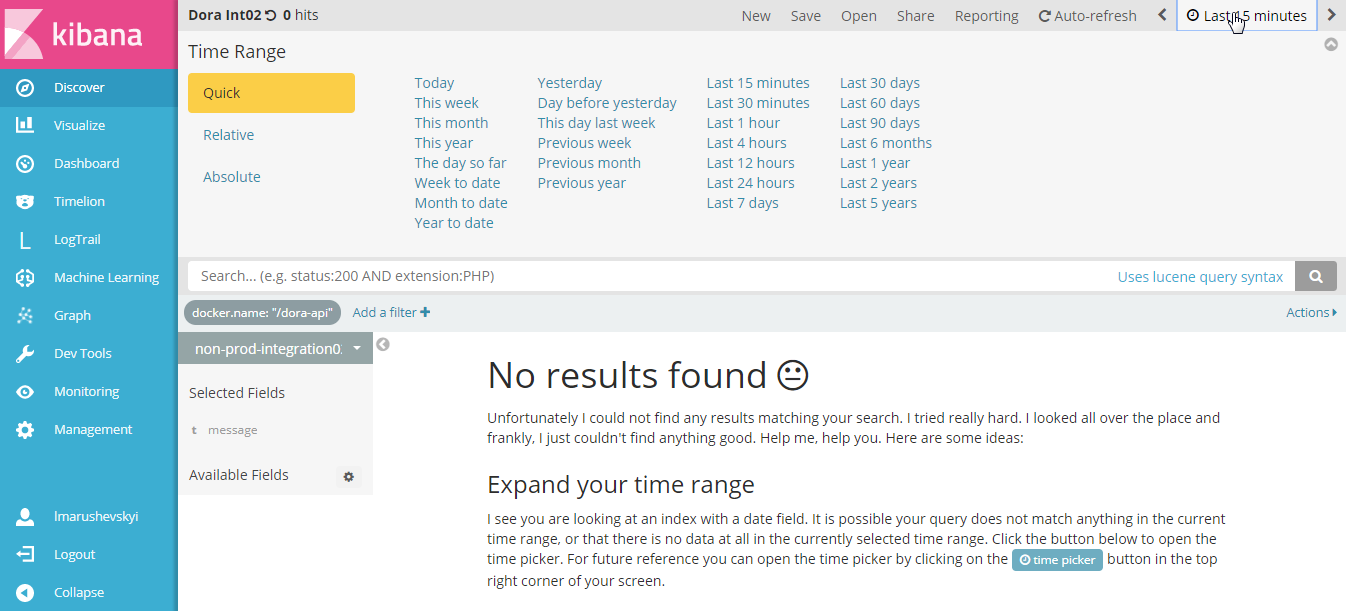 kibana
Discover
Visualize
Dashboard
Timelion
LogTrail
Machine Learning
Graph
Dev Tools
Monitoring
Management
lmarushevskyi
Logout
Collapse
Dora Int02 0 hits
New Save Open Share Reporting Auto-refresh Last 15 minutes
Time Range
Quick
Relative
Absolute
Today
This week
This month
This year
The day so far
Week to date
Month to date
Year to date
Yesterday
Day before yesterday
This day last week
Previous week
Previous month
Previous year
Last 15 minutes
Last 30 minutes
Last 1 hour
Last 4 hours
Last 12 hours
Last 24 hours
Last 7 days
Last 30 days
Last 60 days
Last 90 days
Last 6 months
Last 1 year
Last 2 years
Last 5 years
Search... (e.g. status:200 AND extension:PHP) Uses lucene query syntax
docker.name: "/dora-api" Add a filter + Actions
non-prod-integration0
Selected Fields
t message
Available Fields
No results found
Unfortunately I could not find any results matching your search. I tried really hard. I looked all over the place and
frankly, I just couldn't find anything good. Help me, help you. Here are some ideas:
Expand your time range
I see you are looking at an index with a date field. It is possible your query does not match anything in the current
time range, or that there is no data at all in the currently selected time range. Click the button below to open the
time picker. For future reference you can open the time picker by clicking on the time picker button in the top
right corner of your screen.